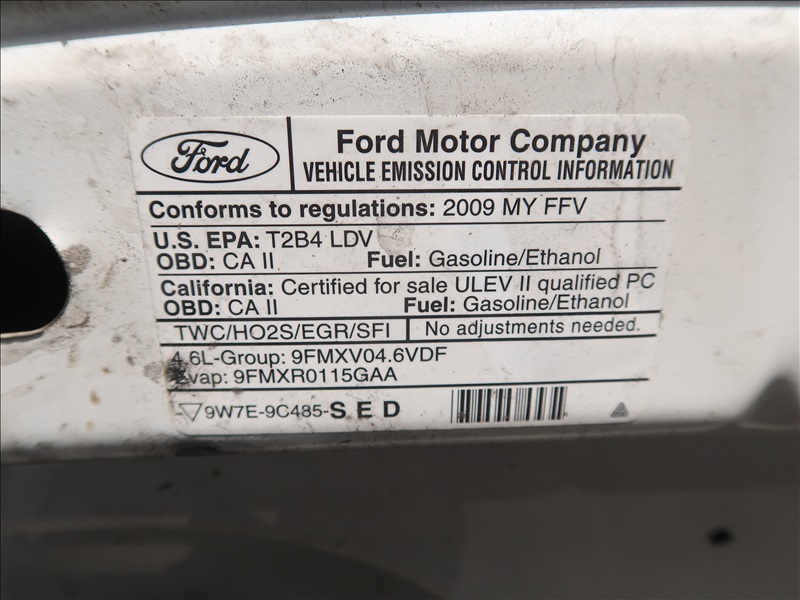 Ford
Ford Motor Company
VEHICLE EMISSION CONTROL INFORMATION
Conforms to regulations: 2009 MY FFV
U.S. EPA: T2B4 LDV
OBD: CA II Fuel: Gasoline/Ethanol
California: Certified for sale ULEV II qualified PC
OBD: CA II Fuel: Gasoline/Ethanol
TWC/HO2S/EGR/SFI No adjustments needed.
4.6L-Group: 9FMXV04.6VDF
Evap: 9FMXR0115GAA
9W7E-9C485-SED